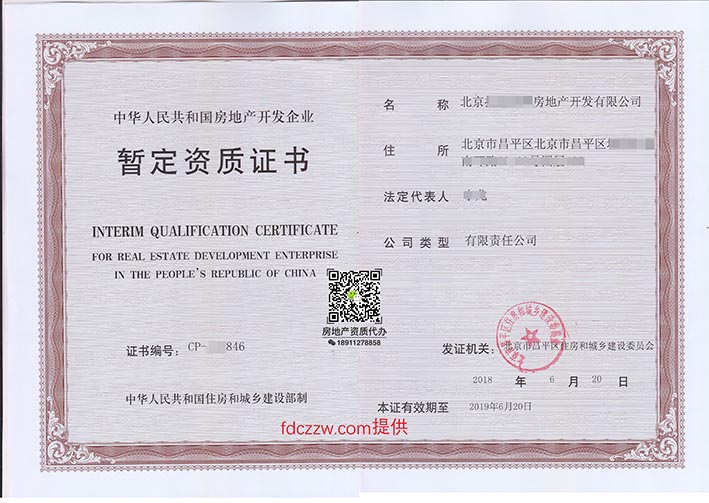 中华人民共和国房地产开发企业
暂定资质证书
INTERIM QUALIFICATION CERTIFICATE
FOR REAL ESTATE DEVELOPMENT ENTERPRISE
IN THE PEOPLE'S REPUBLIC OF CHINA
房地产资质代办
18911278858
证书编号: CP- 846
中华人民共和国住房和城乡建设部制
名 称 北京 房地产开发有限公司
住 所 北京市昌平区北京市昌平区
法定代表人
公司类型 有限责任公司
发证机关: 北京市昌平区住房和城乡建设委员会
2018 年 6 月 20 日
本证有效期至 2019年6月20日
fdczzw.com提供